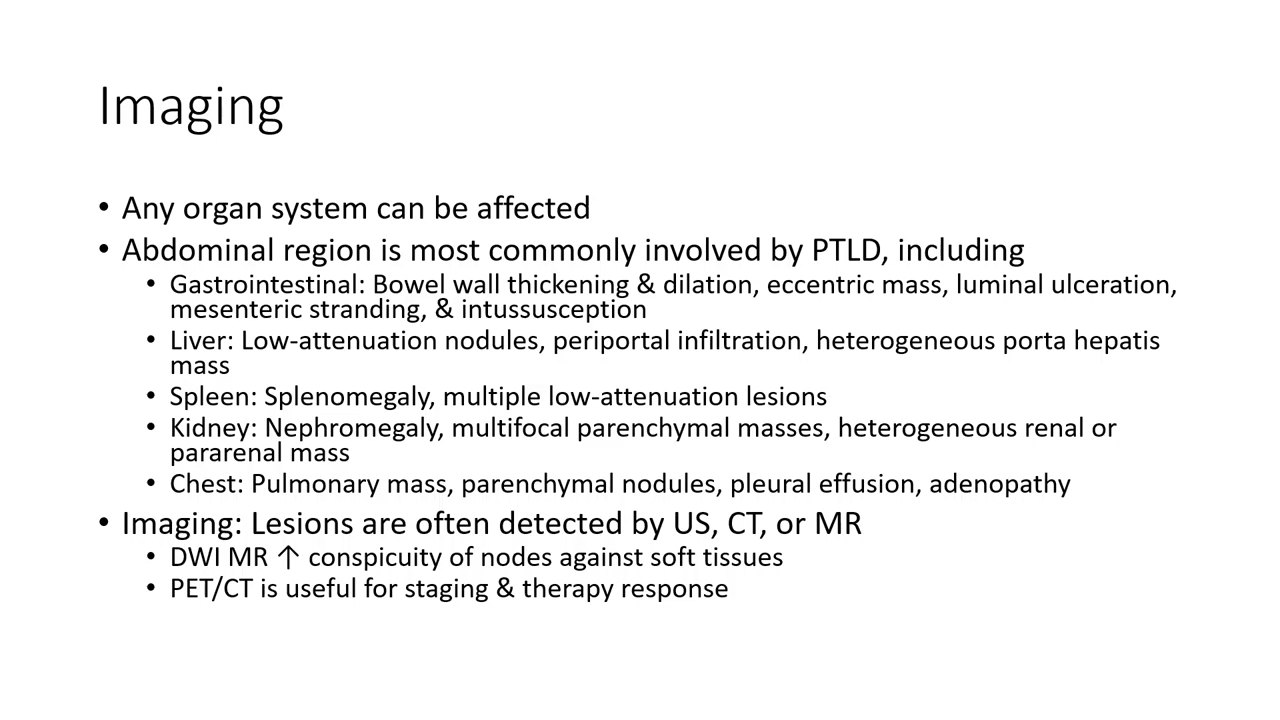 Imaging
• Any organ system can be affected
• Abdominal region is most commonly involved by PTLD, including
• Gastrointestinal: Bowel wall thickening & dilation, eccentric mass, luminal ulceration,
mesenteric stranding, & intussusception
• Liver: Low-attenuation nodules, periportal infiltration, heterogeneous porta hepatis
mass
• Spleen: Splenomegaly, multiple low-attenuation lesions
• Kidney: Nephromegaly, multifocal parenchymal masses, heterogeneous renal or
pararenal mass
• Chest: Pulmonary mass, parenchymal nodules, pleural effusion, adenopathy
• Imaging: Lesions are often detected by US, CT, or MR
• DWI MR ↑ conspicuity of nodes against soft tissues
• PET/CT is useful for staging & therapy response